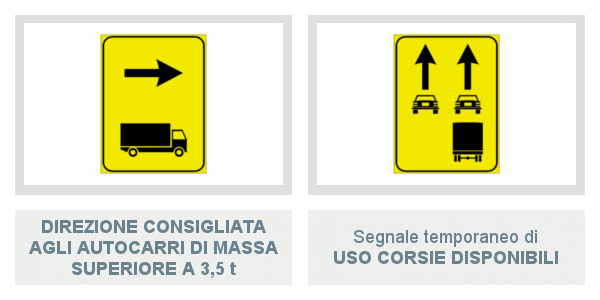 DIREZIONE CONSIGLIATA
AGLI AUTOCARRI DI MASSA
SUPERIORE A 3,5 t
Segnale temporaneo di
USO CORSIE DISPONIBILI